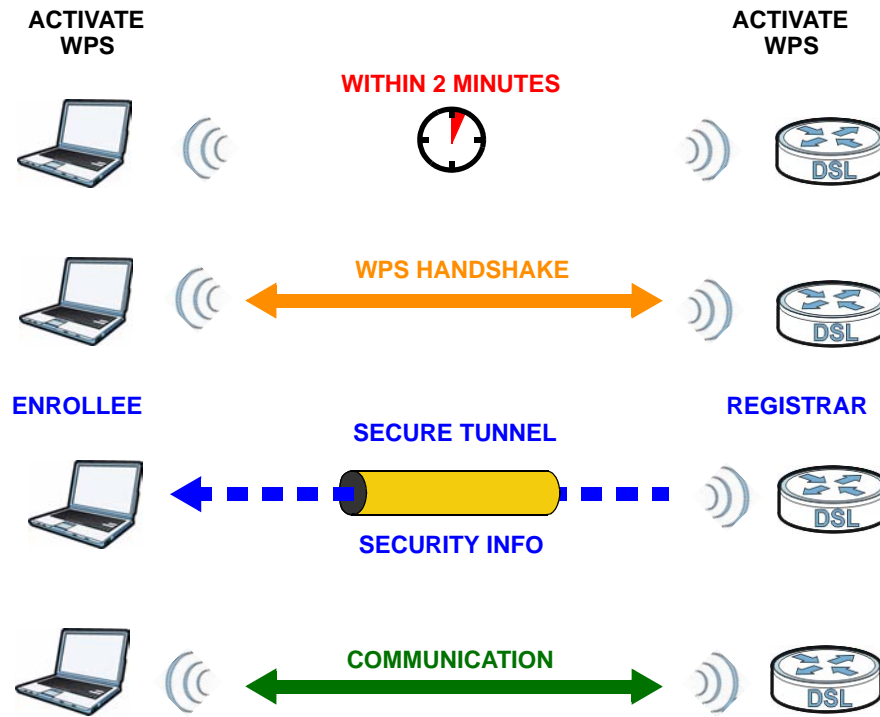 ACTIVATE
WPS
ACTIVATE
WPS
WITHIN 2 MINUTES
DSL
WPS HANDSHAKE
DSL
ENROLLEE
REGISTRAR
SECURE TUNNEL
DSL
SECURITY INFO
COMMUNICATION
DSL